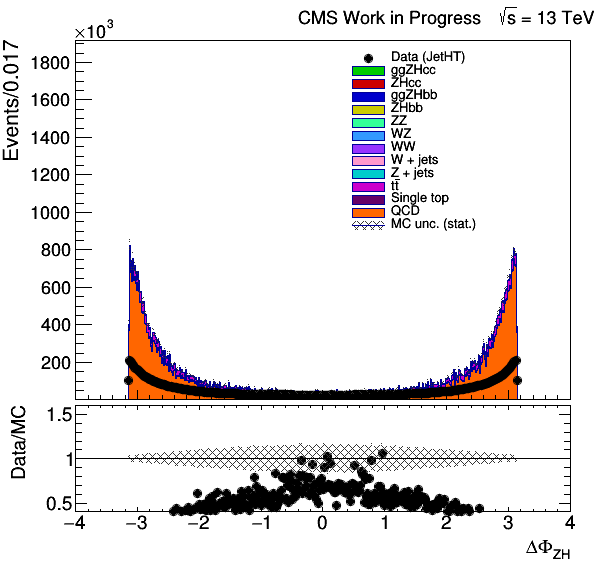 CMS Work in Progress √s = 13 TeV
×10³
Events/0.017
1800
1600
1400
1200
1000
800
600
400
200
Data (JetHT)
ggZHcc
ZHcc
ggZHbb
ZHbb
ZZ
WZ
WW
W + jets
Z + jets
tt̄
Single top
QCD
MC unc. (stat.)
Data/MC
1.5
1
0.5
−4 −3 −2 −1 0 1 2 3 4
ΔΦZH